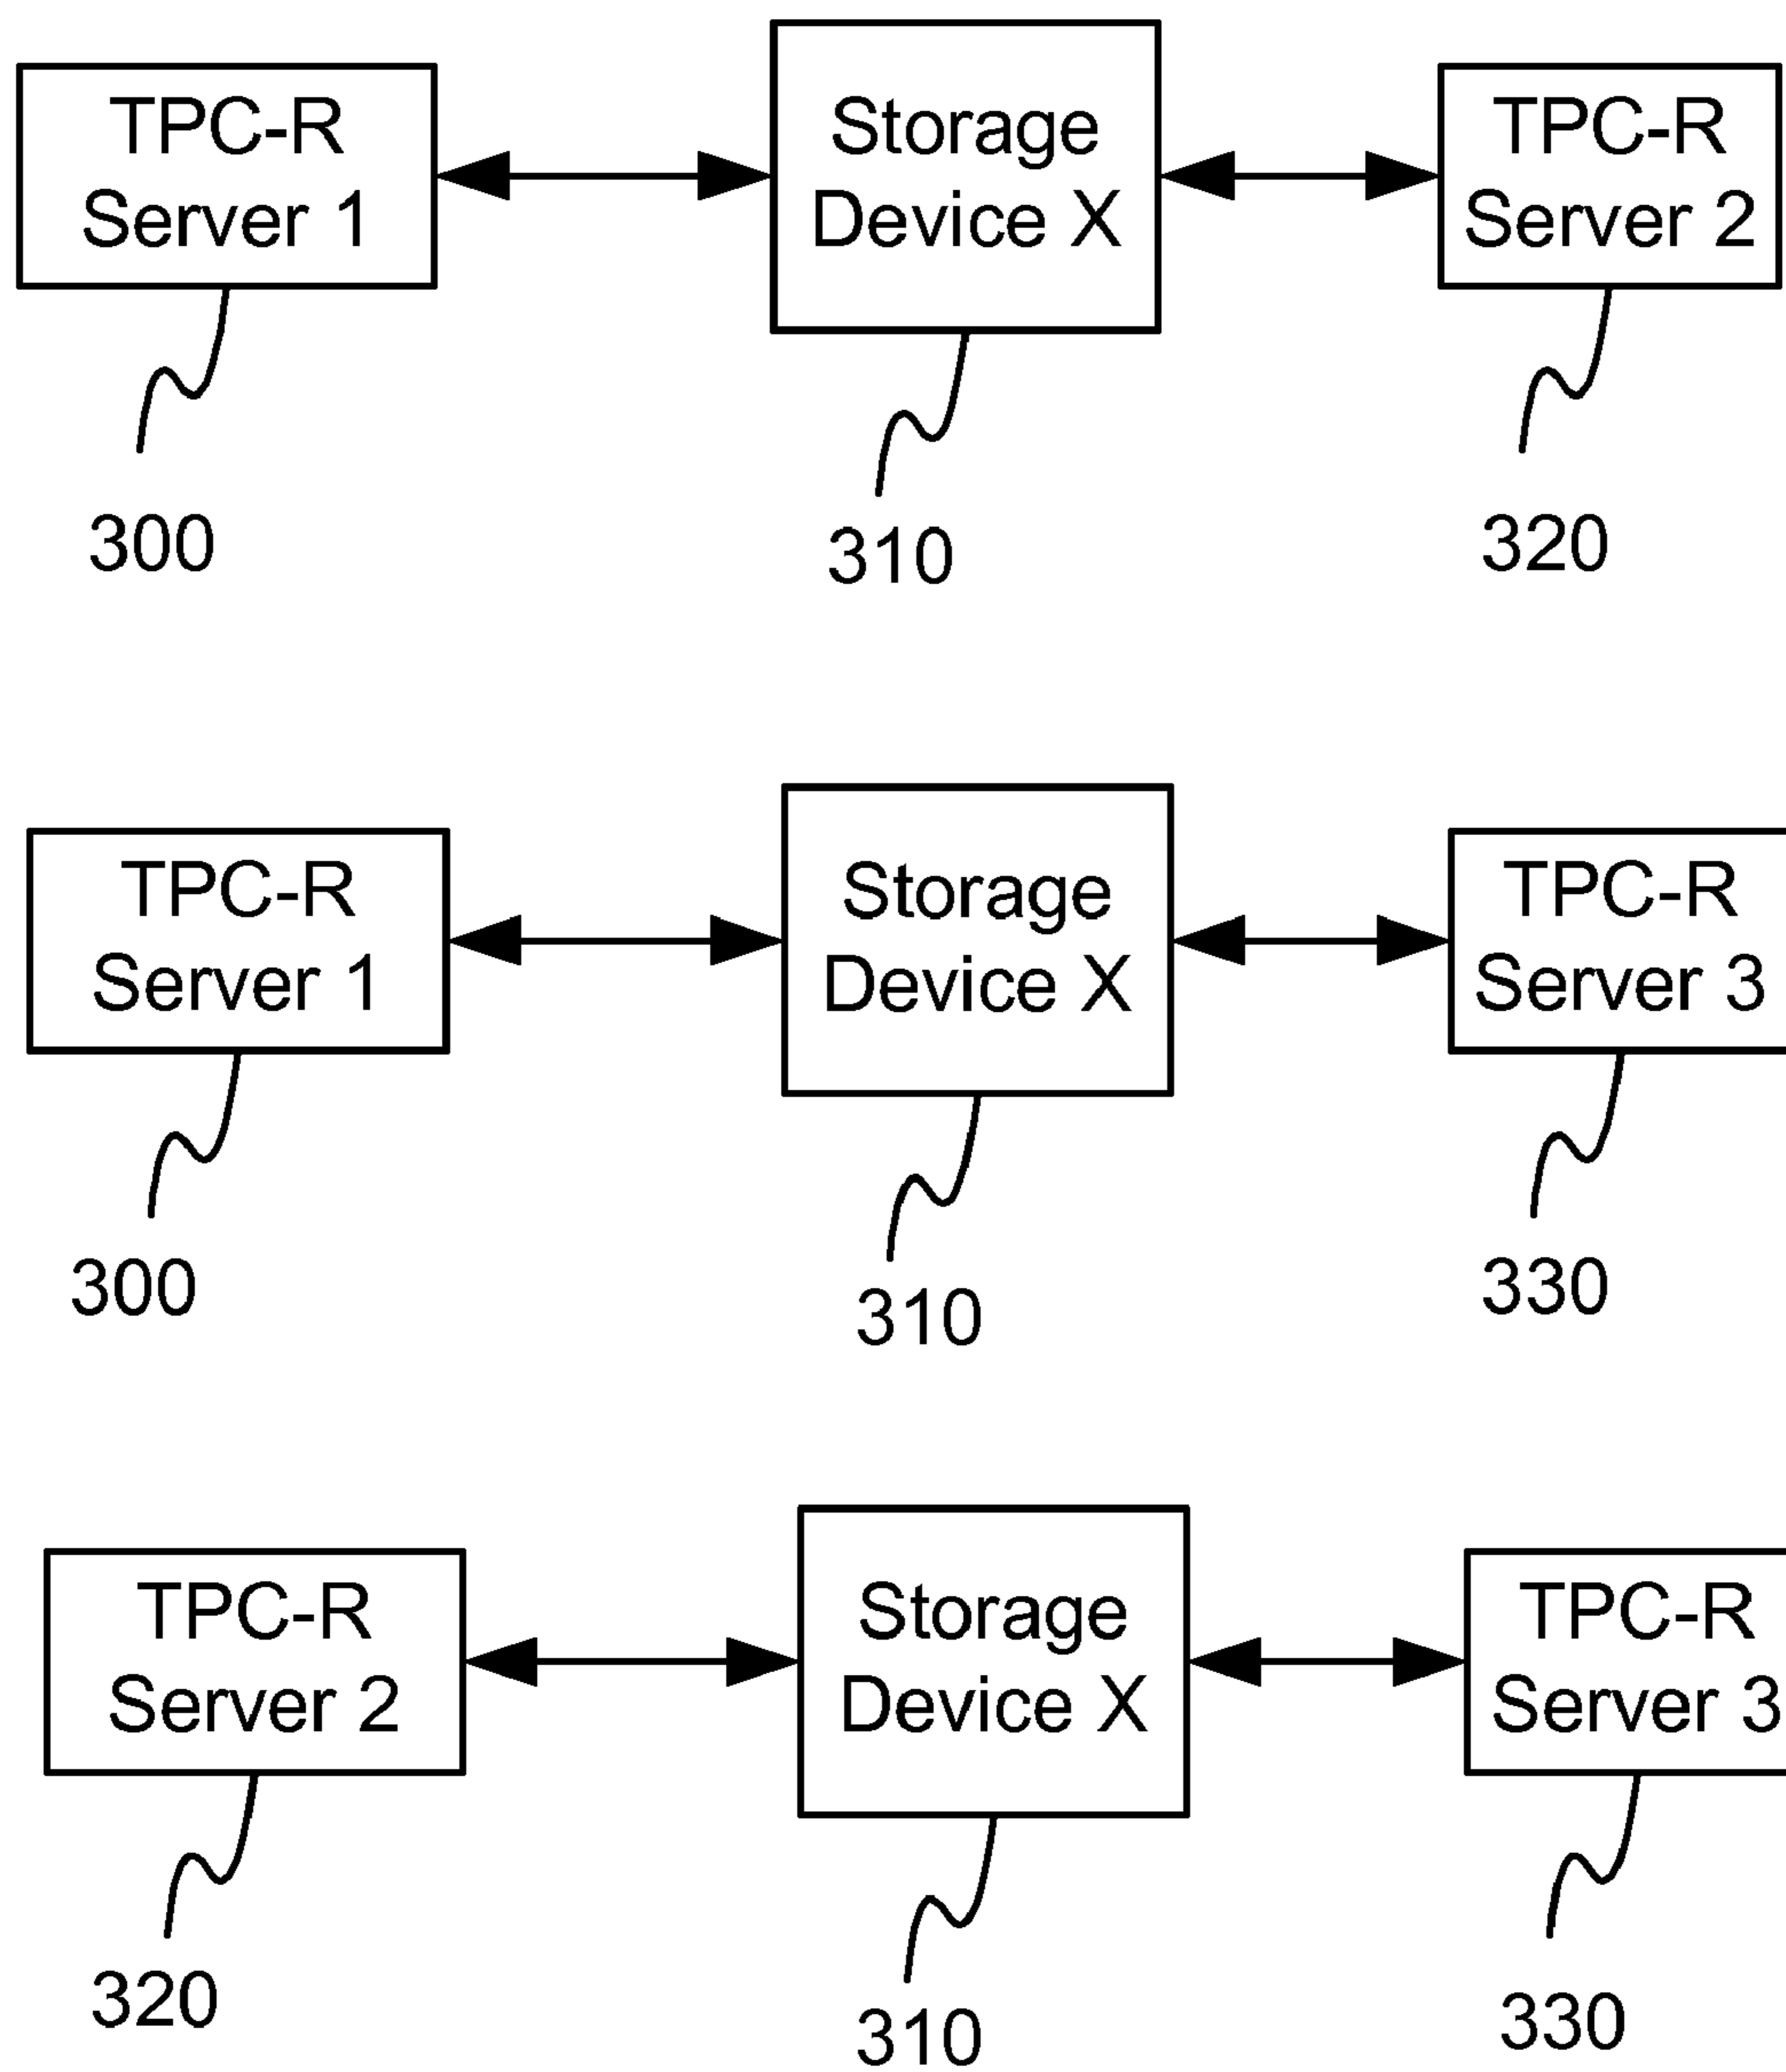 TPC-R
Server 1
Storage
Device X
TPC-R
Server 2
300
310
320
TPC-R
Server 1
Storage
Device X
TPC-R
Server 3
300
310
330
TPC-R
Server 2
Storage
Device X
TPC-R
Server 3
320
310
330